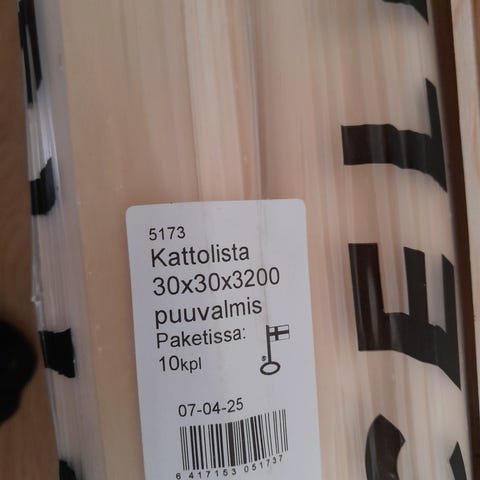 5173
Kattolista
30x30x3200
puuvalmis
Paketissa:
10kpl
07-04-25
6 417153 051737